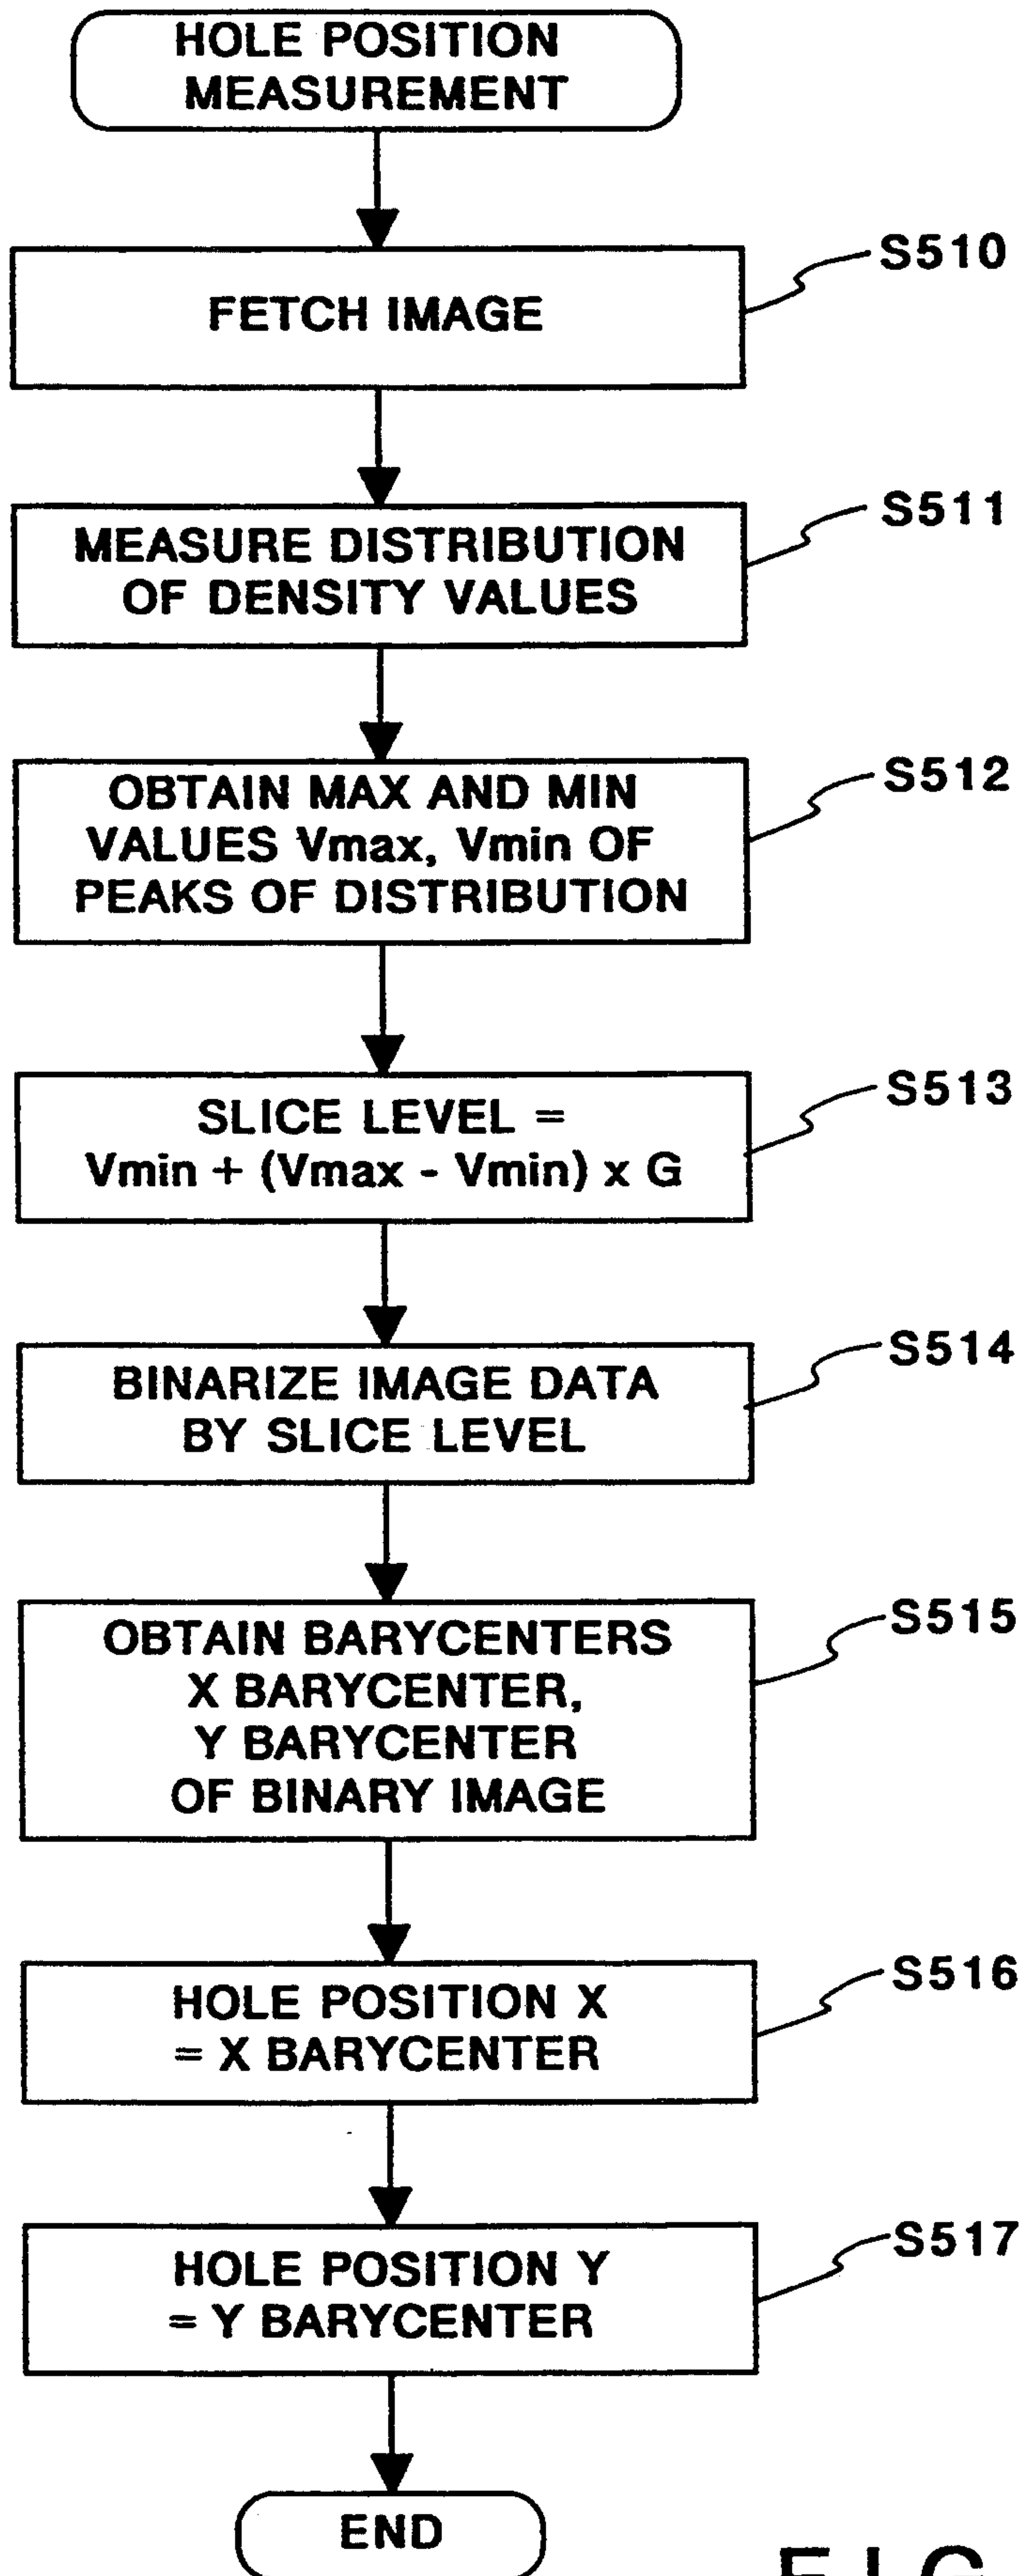 HOLE POSITION
MEASUREMENT
S510
FETCH IMAGE
S511
MEASURE DISTRIBUTION
OF DENSITY VALUES
S512
OBTAIN MAX AND MIN
VALUES Vmax, Vmin OF
PEAKS OF DISTRIBUTION
S513
SLICE LEVEL =
Vmin + (Vmax - Vmin) x G
S514
BINARIZE IMAGE DATA
BY SLICE LEVEL
S515
OBTAIN BARYCENTERS
X BARYCENTER,
Y BARYCENTER
OF BINARY IMAGE
S516
HOLE POSITION X
= X BARYCENTER
S517
HOLE POSITION Y
= Y BARYCENTER
END
FIG